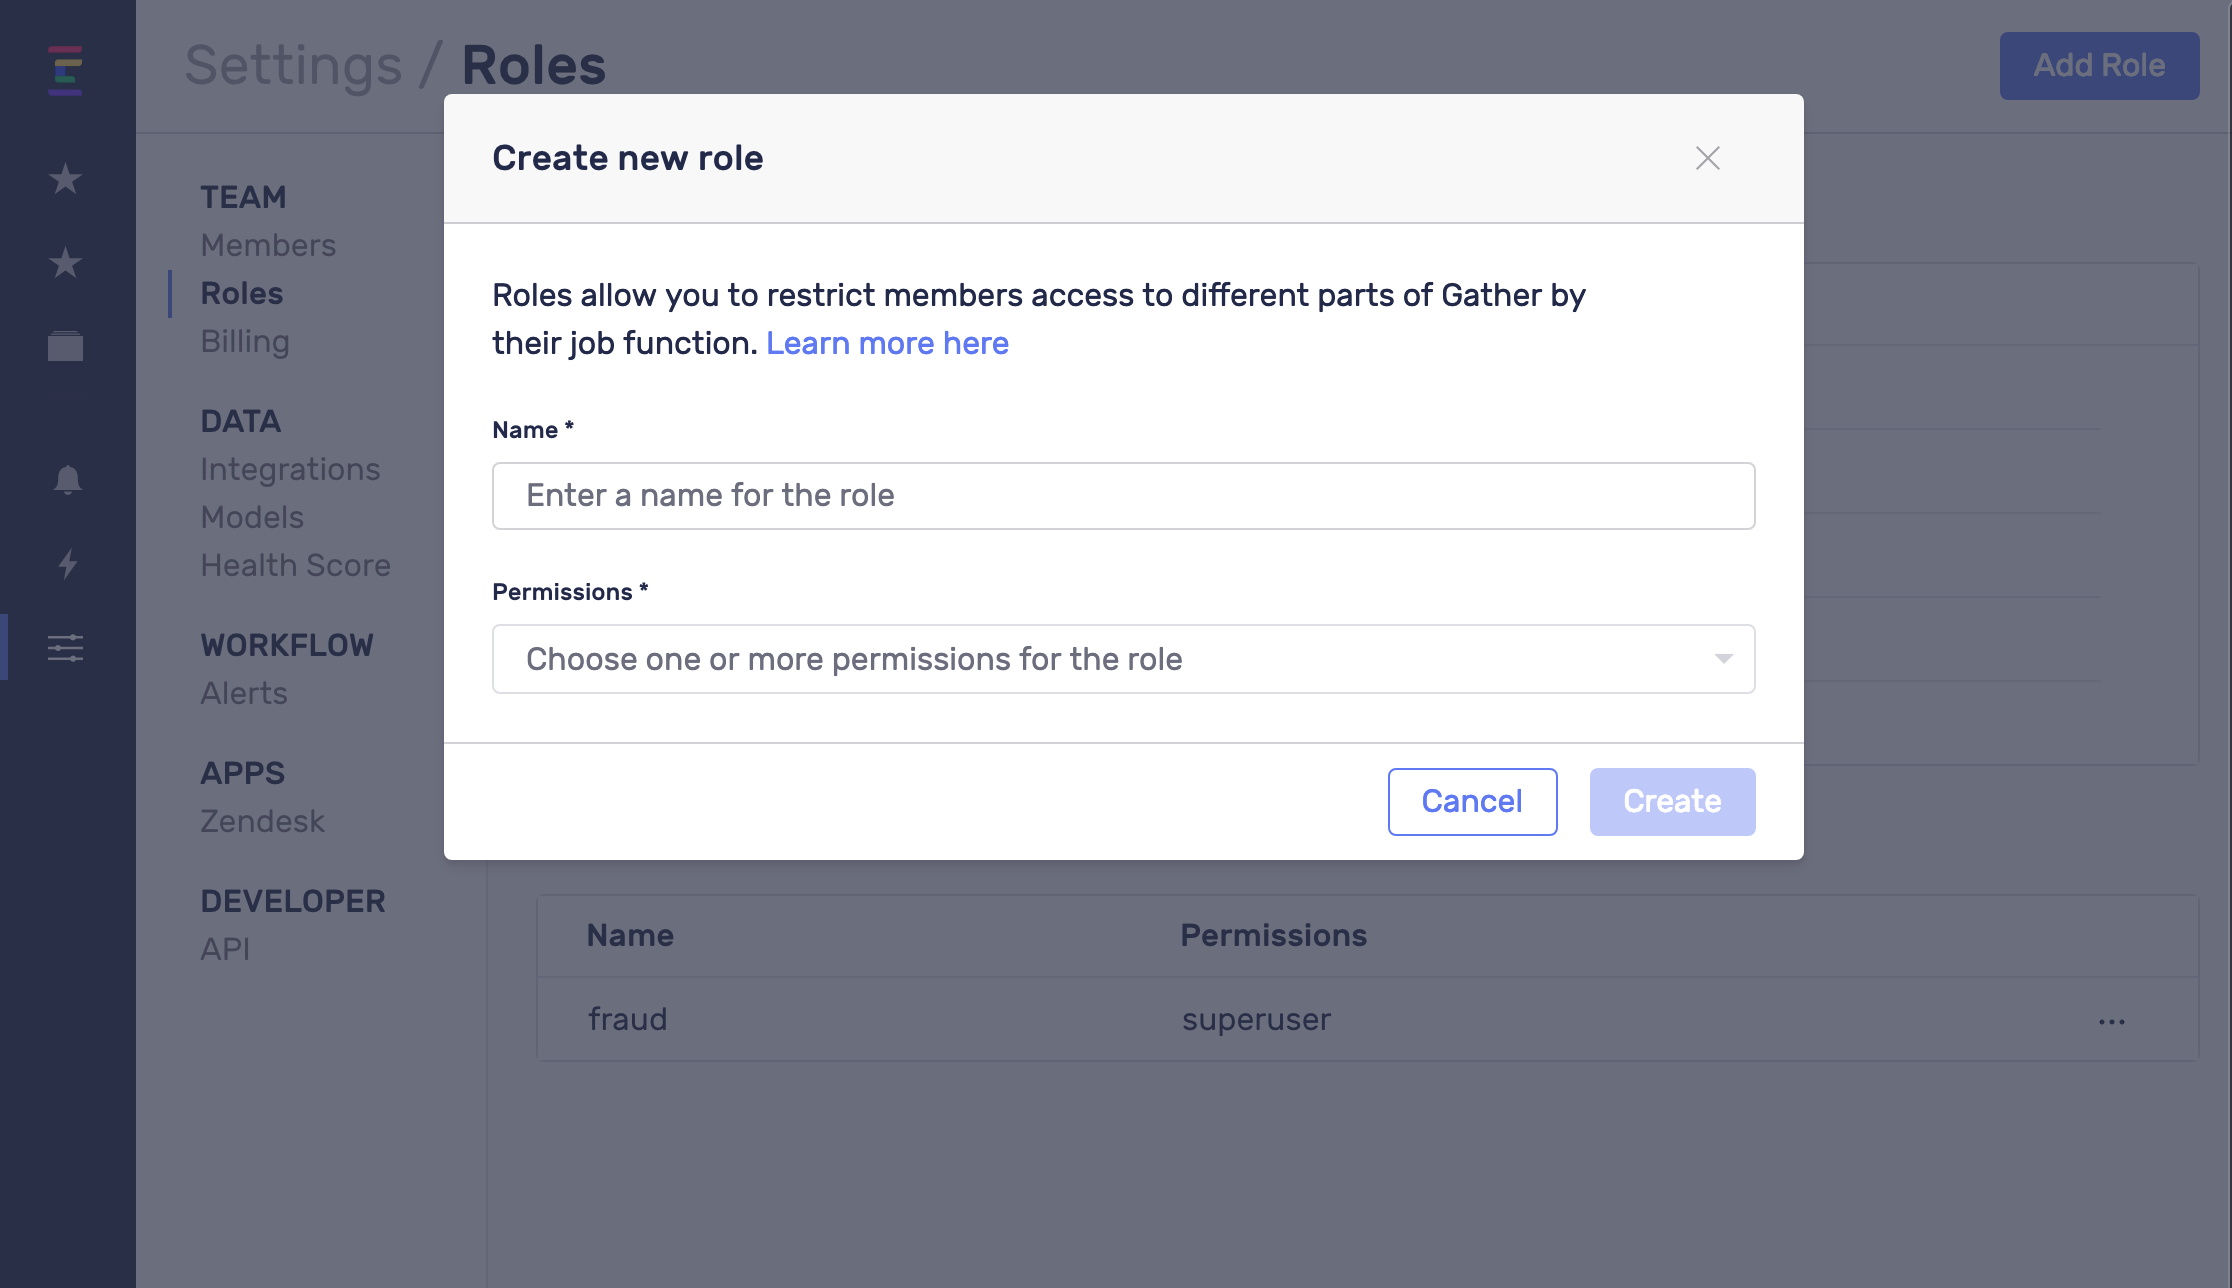 Settings / Roles
Add Role
TEAM
Members
Roles
Billing
DATA
Integrations
Models
Health Score
WORKFLOW
Alerts
APPS
Zendesk
DEVELOPER
API
Create new role
Roles allow you to restrict members access to different parts of Gather by
their job function. Learn more here
Name *
Enter a name for the role
Permissions *
Choose one or more permissions for the role
Cancel
Create
Name
Permissions
fraud
superuser